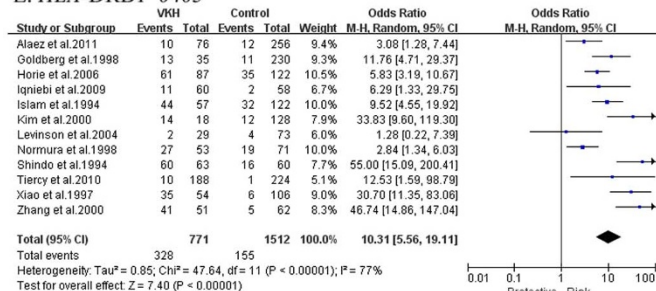 E. HLA-DRB1*0405
VKH Control Odds Ratio Odds Ratio
Study or Subgroup Events Total Events Total Weight M-H, Random, 95% CI M-H, Random, 95% CI
Alaez et al.2011 10 76 12 256 9.4% 3.08 [1.28, 7.44]
Goldberg et al.1998 13 35 11 230 9.2% 11.76 [4.71, 29.37]
Horie et al.2006 61 87 35 122 10.5% 5.83 [3.19, 10.67]
Iqniebi et al.2009 11 60 2 58 6.6% 6.29 [1.33, 29.75]
Islam et al.1994 44 57 32 122 10.0% 9.52 [4.55, 19.92]
Kim et al.2000 14 18 12 128 7.9% 33.83 [9.60, 119.30]
Levinson et al.2004 2 29 4 73 5.9% 1.28 [0.22, 7.39]
Normura et al.1998 27 53 19 71 9.9% 2.84 [1.34, 6.03]
Shindo et al.1994 60 63 16 60 7.8% 55.00 [15.09, 200.41]
Tiercy et al.2010 10 188 1 224 5.1% 12.53 [1.59, 98.79]
Xiao et al.1997 35 54 6 106 9.0% 30.70 [11.35, 83.06]
Zhang et al.2000 41 51 5 62 8.3% 46.74 [14.86, 147.04]
Total (95% CI) 771 1512 100.0% 10.31 [5.56, 19.11]
Total events 328 155
Heterogeneity: Tau² = 0.85; Chi² = 47.64, df = 11 (P < 0.00001); I² = 77%
Test for overall effect: Z = 7.40 (P < 0.00001)
0.01 0.1 1 10 100
Protective Risk